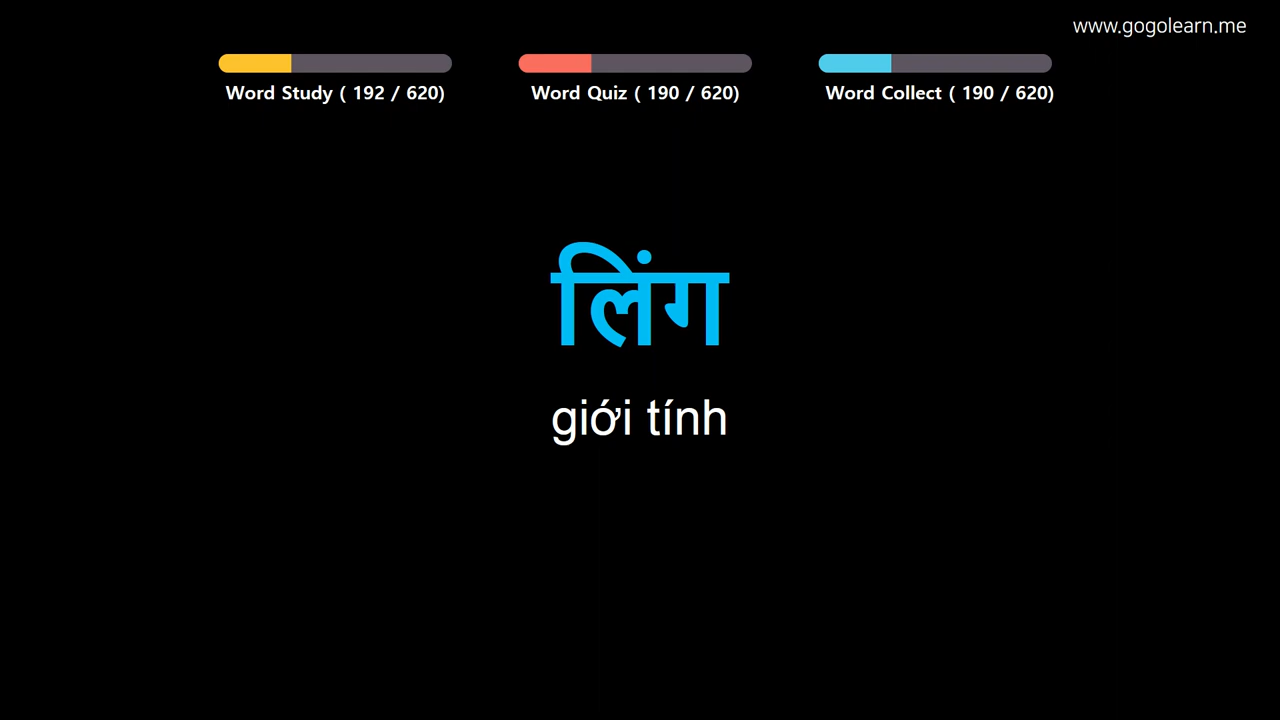 www.gogolearn.me
Word Study ( 192 / 620)
Word Quiz ( 190 / 620)
Word Collect ( 190 / 620)
लिंग
giới tính